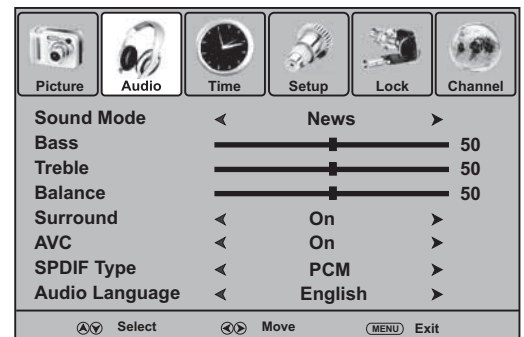 Picture Audio Time Setup Lock Channel
Sound Mode News
Bass 50
Treble 50
Balance 50
Surround On
AVC On
SPDIF Type PCM
Audio Language English
Select Move MENU Exit